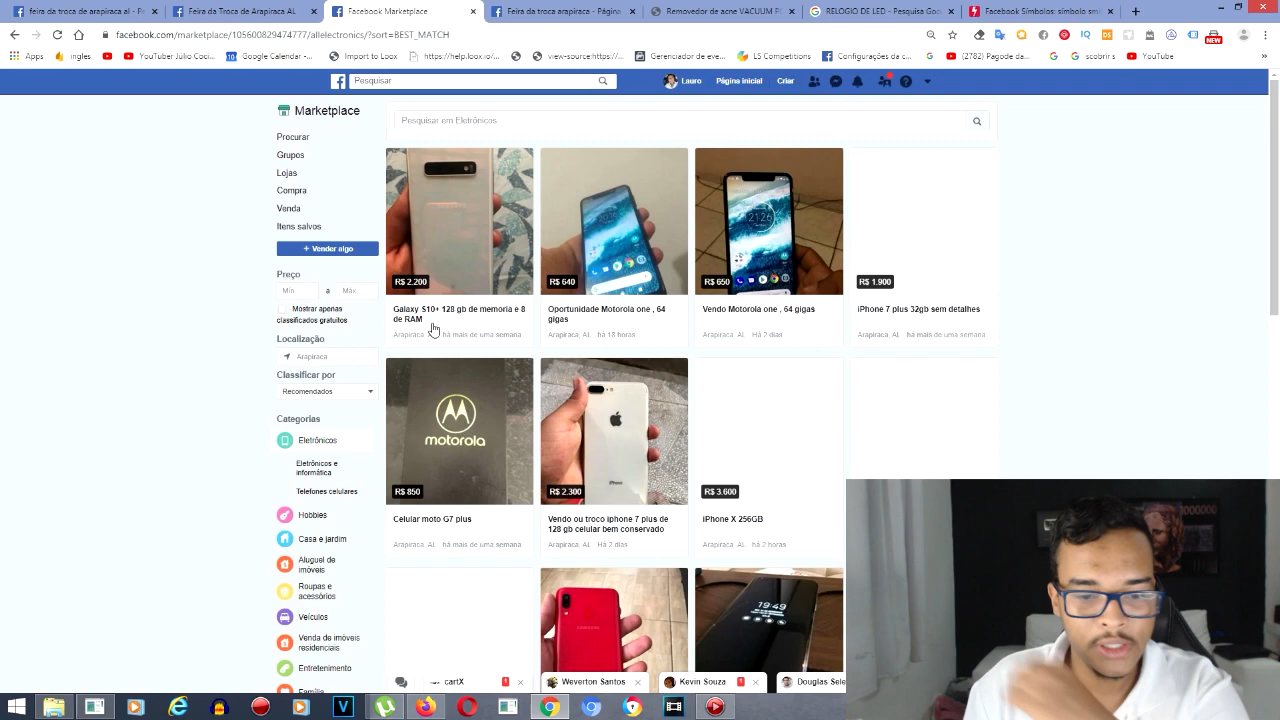 feira da troca de arapiraca al -
Feira da Troca de Arapiraca AL
Facebook Marketplace
Feira da troca arapiraca - Página
Removedor de acne VACUUM P
RELOGIO DE LED - Pesquisa Goo
Facebook Símbolos: símbolo smi
facebook.com/marketplace/105600829474777/allelectronics/?sort=BEST_MATCH
Apps
ingles
YouTuber Júlio Coci...
Google Calendar -...
Import to Loox
https://help.loox.io/...
view-source:https:/...
Gerenciador de eve...
LS Competitions
Configurações da c...
(2782) Pagode da...
scobrir s
YouTube
NEW
Pesquisar
Lauro
Página inicial
Criar
Marketplace
Procurar
Grupos
Lojas
Compra
Venda
Itens salvos
+ Vender algo
Preço
Mín
a
Máx
Mostrar apenas
classificados gratuitos
Localização
Arapiraca
Classificar por
Recomendados
Categorias
Eletrônicos
Eletrônicos e
informática
Telefones celulares
Hobbies
Casa e jardim
Aluguel de
imóveis
Roupas e
acessórios
Veículos
Venda de imóveis
residenciais
Entretenimento
Família
Pesquisar em Eletrônicos
R$ 2.200
Galaxy S10+ 128 gb de memoria e 8
de RAM
Arapiraca
há mais de uma semana
R$ 640
Oportunidade Motorola one , 64
gigas
Arapiraca, AL há 18 horas
R$ 650
Vendo Motorola one , 64 gigas
Arapiraca, AL Há 2 dias
R$ 1.900
iPhone 7 plus 32gb sem detalhes
Arapiraca, AL há mais de uma semana
motorola
R$ 850
Celular moto G7 plus
Arapiraca, AL há mais de uma semana
iPhone
R$ 2.300
Vendo ou troco iphone 7 plus de
128 gb celular bem conservado
Arapiraca, AL Há 2 dias
R$ 3.600
iPhone X 256GB
Arapiraca, AL há 2 horas
SAMSUNG
19:49
cartX
1
Weverton Santos
Kevin Souza
1
Douglas Sele